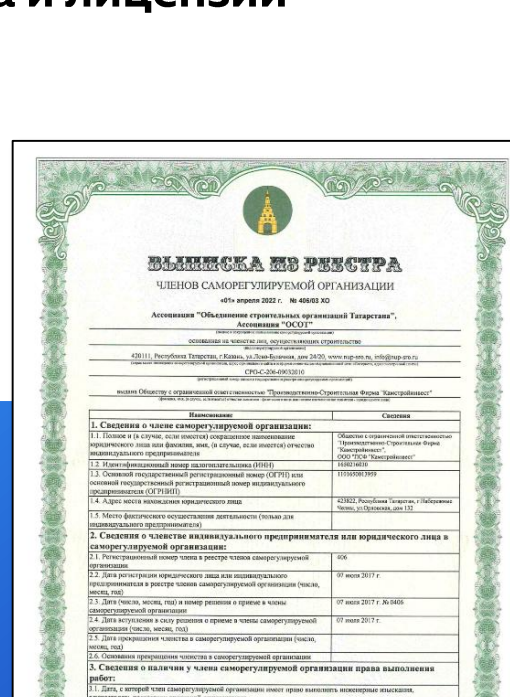 а и лицензии
ВЫПИСКА ИЗ РЕЕСТРА
ЧЛЕНОВ САМОРЕГУЛИРУЕМОЙ ОРГАНИЗАЦИИ
«01» апреля 2022 г. № 406/03 ХО
Ассоциация "Объединение строительных организаций Татарстана",
Ассоциация "ОСОТ"
основанная на членстве лиц, осуществляющих строительство
420111, Республика Татарстан, г.Казань, ул.Лево-Булачная, дом 24/20, www.nup-sro.ru, info@nup-sro.ru
СРО-С-206-09032010
выдана Обществу с ограниченной ответственностью "Производственно-Строительная Фирма "Камстройинвест"
Наименование Сведения
1. Сведения о члене саморегулируемой организации:
1.1. Полное и (в случае, если имеется) сокращенное наименование Общество с ограниченной ответственностью
юридического лица или фамилия, имя, (в случае, если имеется) отчество "Производственно-Строительная Фирма
индивидуального предпринимателя "Камстройинвест",
ООО "ПСФ "Камстройинвест"
1.2. Идентификационный номер налогоплательщика (ИНН) 1650216030
1.3. Основной государственный регистрационный номер (ОГРН) или 1101650013959
основной государственный регистрационный номер индивидуального
предпринимателя (ОГРНИП)
1.4. Адрес места нахождения юридического лица 423822, Республика Татарстан, г.Набережные
Челны, ул.Орловская, дом 132
1.5. Место фактического осуществления деятельности (только для
индивидуального предпринимателя)
2. Сведения о членстве индивидуального предпринимателя или юридического лица в
саморегулируемой организации:
2.1. Регистрационный номер члена в реестре членов саморегулируемой 406
организации
2.2. Дата регистрации юридического лица или индивидуального 07 июля 2017 г.
предпринимателя в реестре членов саморегулируемой организации (число,
месяц, год)
2.3. Дата (число, месяц, год) и номер решения о приеме в члены 07 июля 2017 г. № 0406
саморегулируемой организации
2.4. Дата вступления в силу решения о приеме в члены саморегулируемой 07 июля 2017 г.
организации (число, месяц, год)
2.5. Дата прекращения членства в саморегулируемой организации (число,
месяц, год)
2.6. Основания прекращения членства в саморегулируемой организации
3. Сведения о наличии у члена саморегулируемой организации права выполнения
работ:
3.1. Дата, с которой член саморегулируемой организации имеет право выполнять инженерные изыскания,